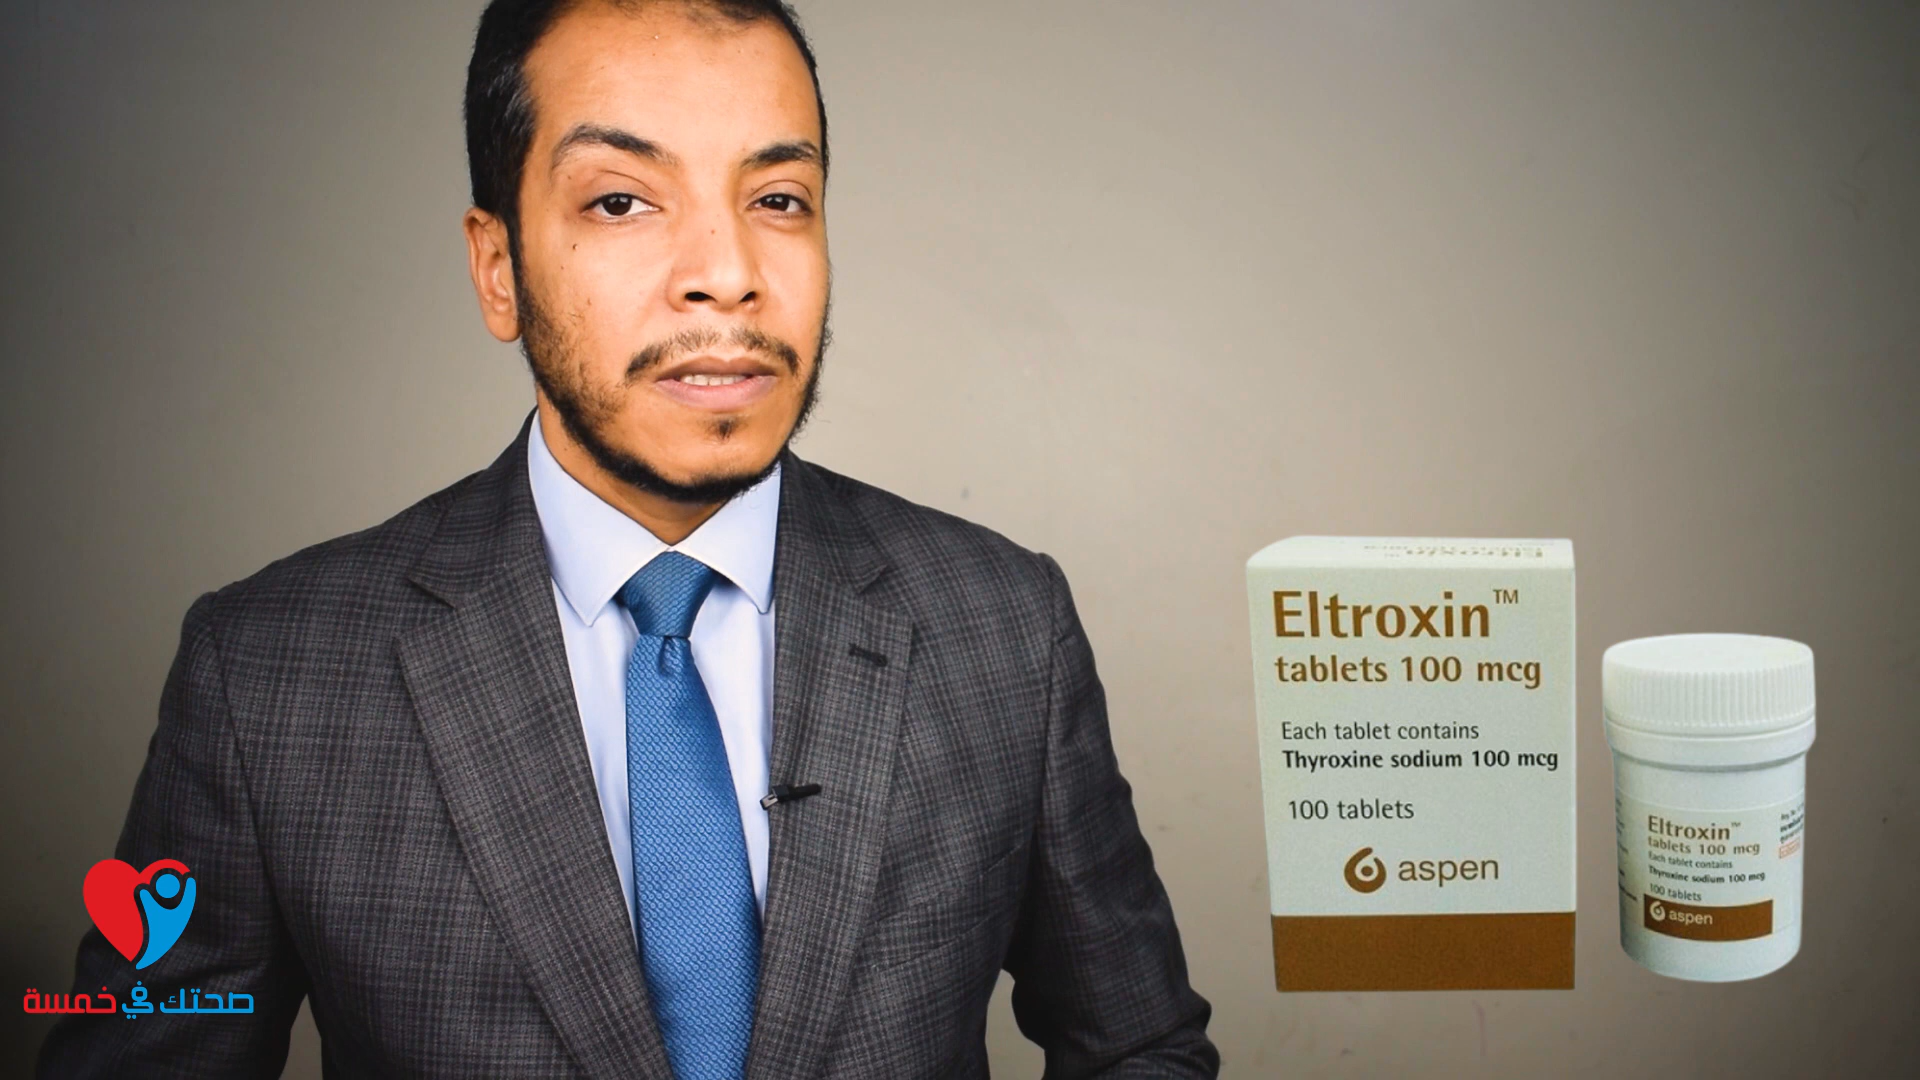 Eltroxin™
tablets 100 mcg
Each tablet contains
Thyroxine sodium 100 mcg
100 tablets
aspen
Eltroxin™
tablets 100 mcg
Each tablet contains
Thyroxine sodium 100 mcg
100 tablets
aspen
صحتك في خمسة